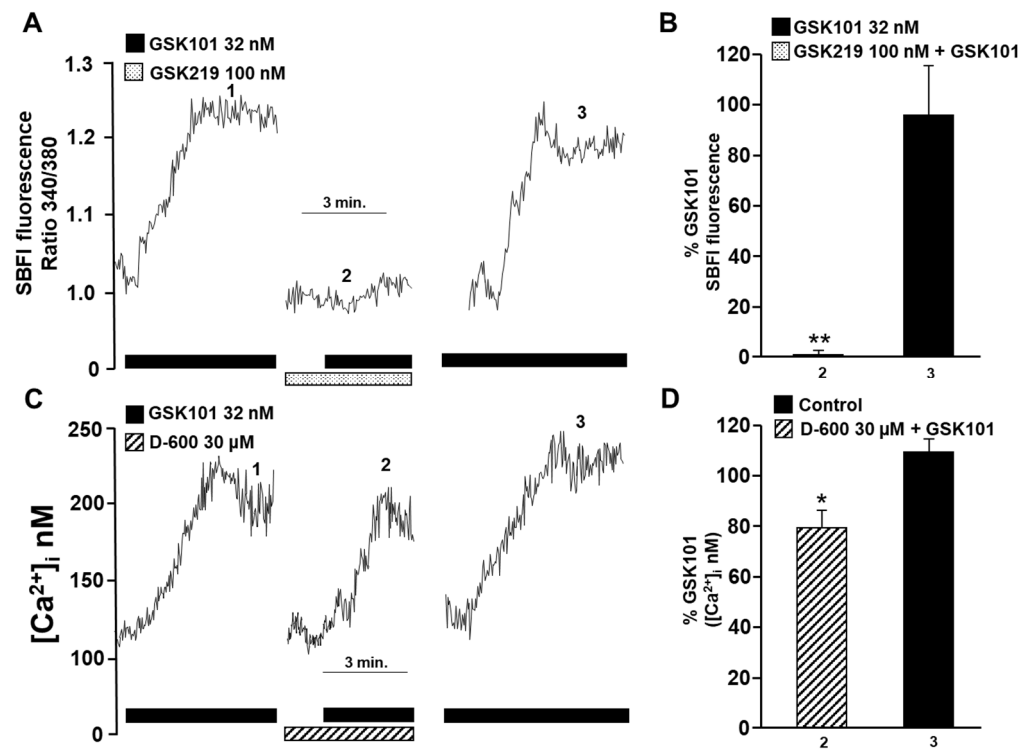 A
GSK101 32 nM
GSK219 100 nM
SBFI fluorescence
Ratio 340/380
1.3
1.2
1.1
1.0
0
1
2
3
3 min.
B
GSK101 32 nM
GSK219 100 nM + GSK101
% GSK101
SBFI fluorescence
120
100
80
60
40
20
0
**
2
3
C
GSK101 32 nM
D-600 30 µM
[Ca²⁺]ᵢ nM
250
200
150
100
0
1
2
3
3 min.
D
Control
D-600 30 µM + GSK101
% GSK101
([Ca²⁺]ᵢ nM)
120
100
80
60
40
20
0
*
2
3